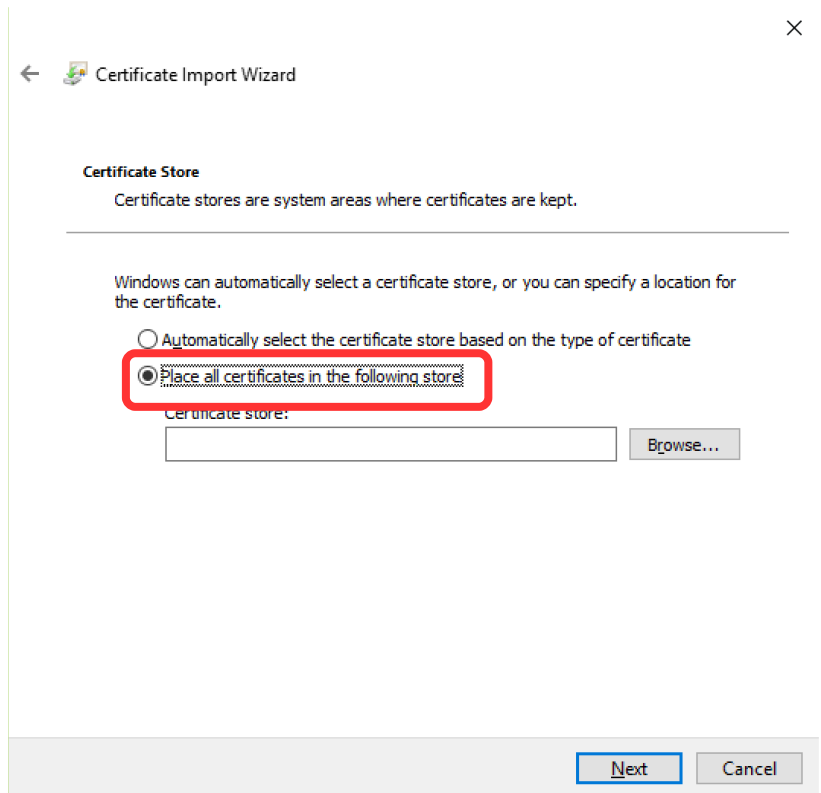 Certificate Import Wizard
Certificate Store
Certificate stores are system areas where certificates are kept.
Windows can automatically select a certificate store, or you can specify a location for
the certificate.
Automatically select the certificate store based on the type of certificate
Place all certificates in the following store
Certificate store:
Browse...
Next
Cancel